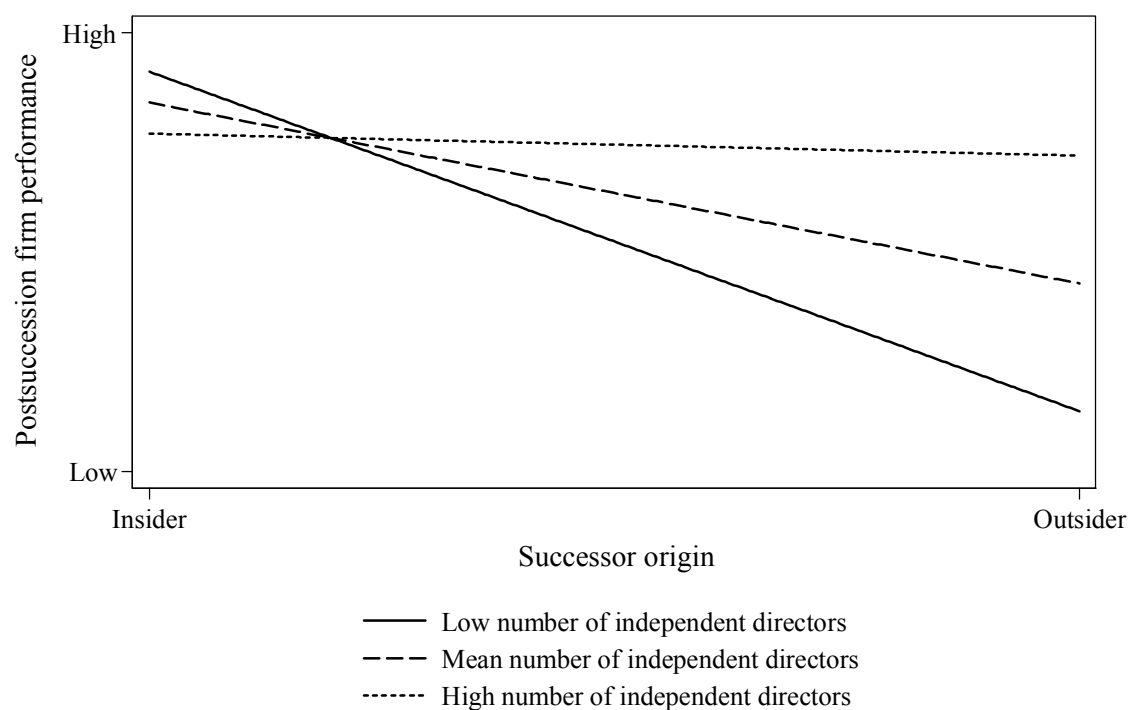 High
Postsuccession firm performance
Low
Insider
Outsider
Successor origin
Low number of independent directors
Mean number of independent directors
High number of independent directors